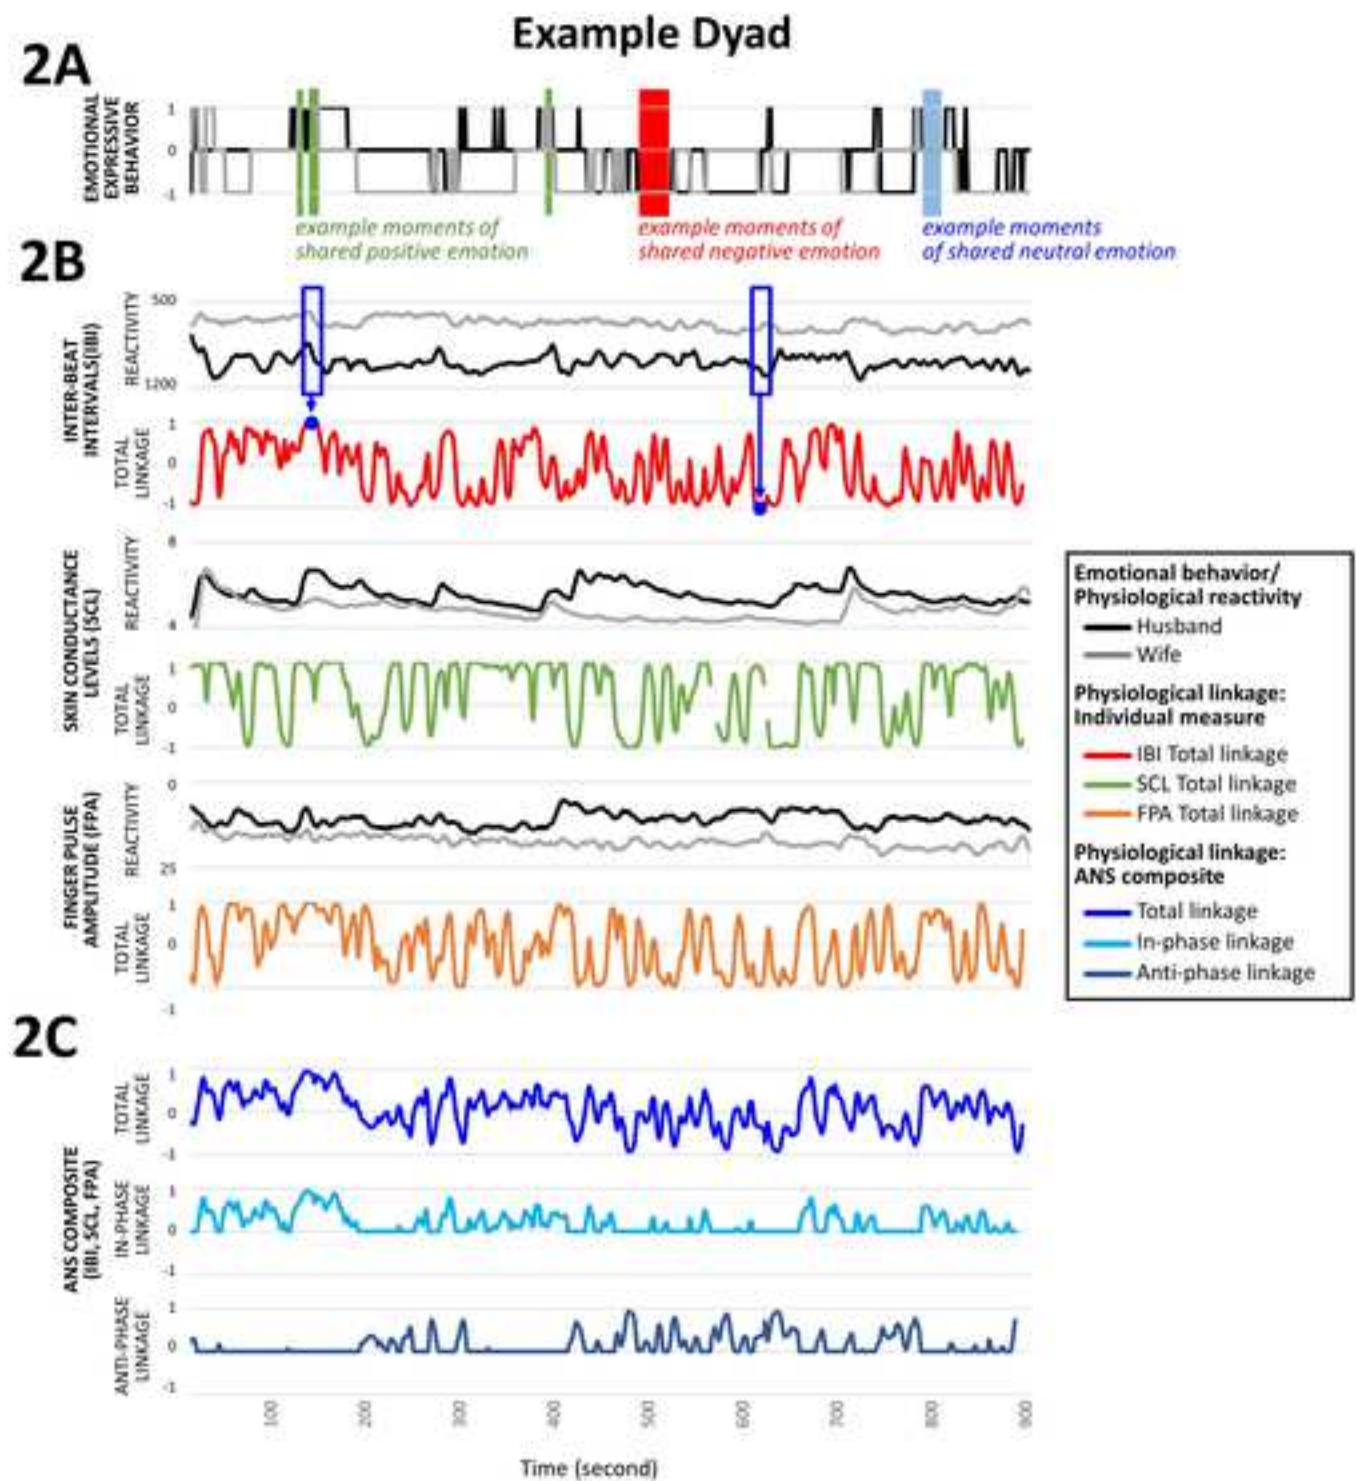 Example Dyad
2A
EMOTIONAL
EXPRESSIVE
BEHAVIOR
1
0
-1
example moments of
shared positive emotion
example moments of
shared negative emotion
example moments
of shared neutral emotion
2B
INTER-BEAT
INTERVALS(IBI)
REACTIVITY
500
1200
TOTAL
LINKAGE
1
0
-1
SKIN CONDUCTANCE
LEVELS (SCL)
REACTIVITY
8
4
TOTAL
LINKAGE
1
0
-1
FINGER PULSE
AMPLITUDE (FPA)
REACTIVITY
0
25
TOTAL
LINKAGE
1
0
-1
Emotional behavior/
Physiological reactivity
Husband
Wife
Physiological linkage:
Individual measure
IBI Total linkage
SCL Total linkage
FPA Total linkage
Physiological linkage:
ANS composite
Total linkage
In-phase linkage
Anti-phase linkage
2C
ANS COMPOSITE
(IBI, SCL, FPA)
TOTAL
LINKAGE
1
0
-1
IN-PHASE
LINKAGE
1
0
-1
ANTI-PHASE
LINKAGE
1
0
-1
100
200
300
400
500
600
700
800
900
Time (second)